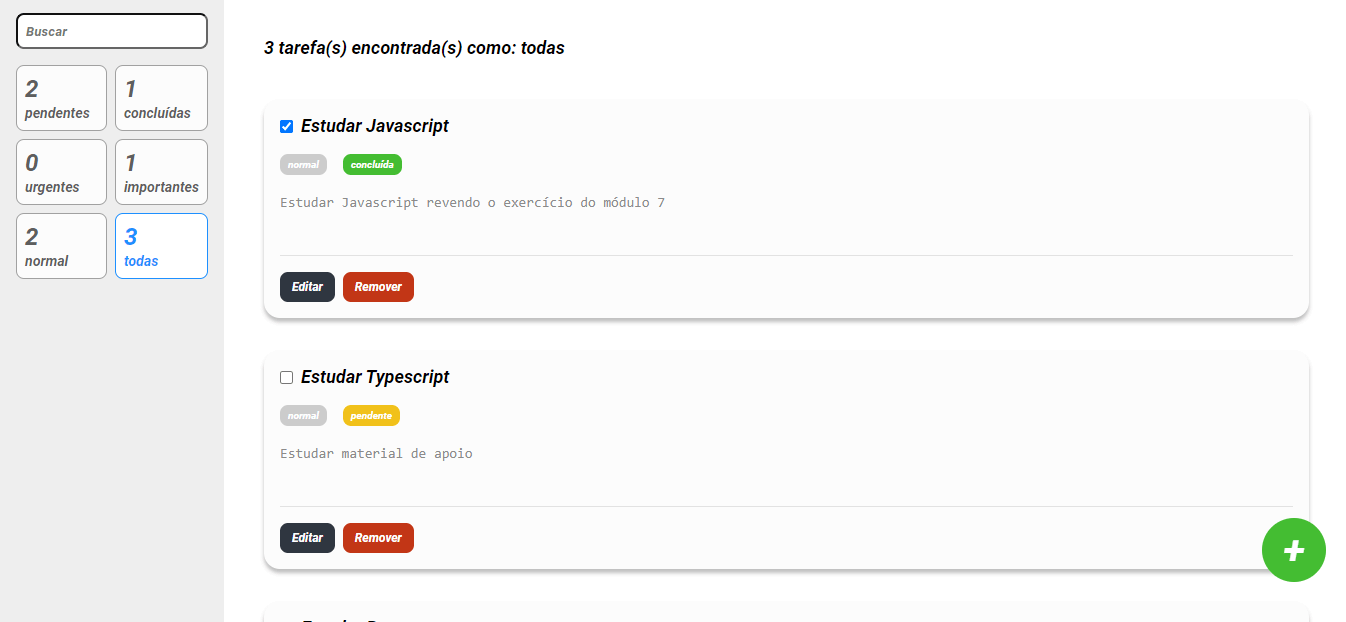 Buscar
2
pendentes
1
concluídas
0
urgentes
1
importantes
2
normal
3
todas
3 tarefa(s) encontrada(s) como: todas
Estudar Javascript
normal concluída
Estudar Javascript revendo o exercício do módulo 7
Editar Remover
Estudar Typescript
normal pendente
Estudar material de apoio
Editar Remover
+